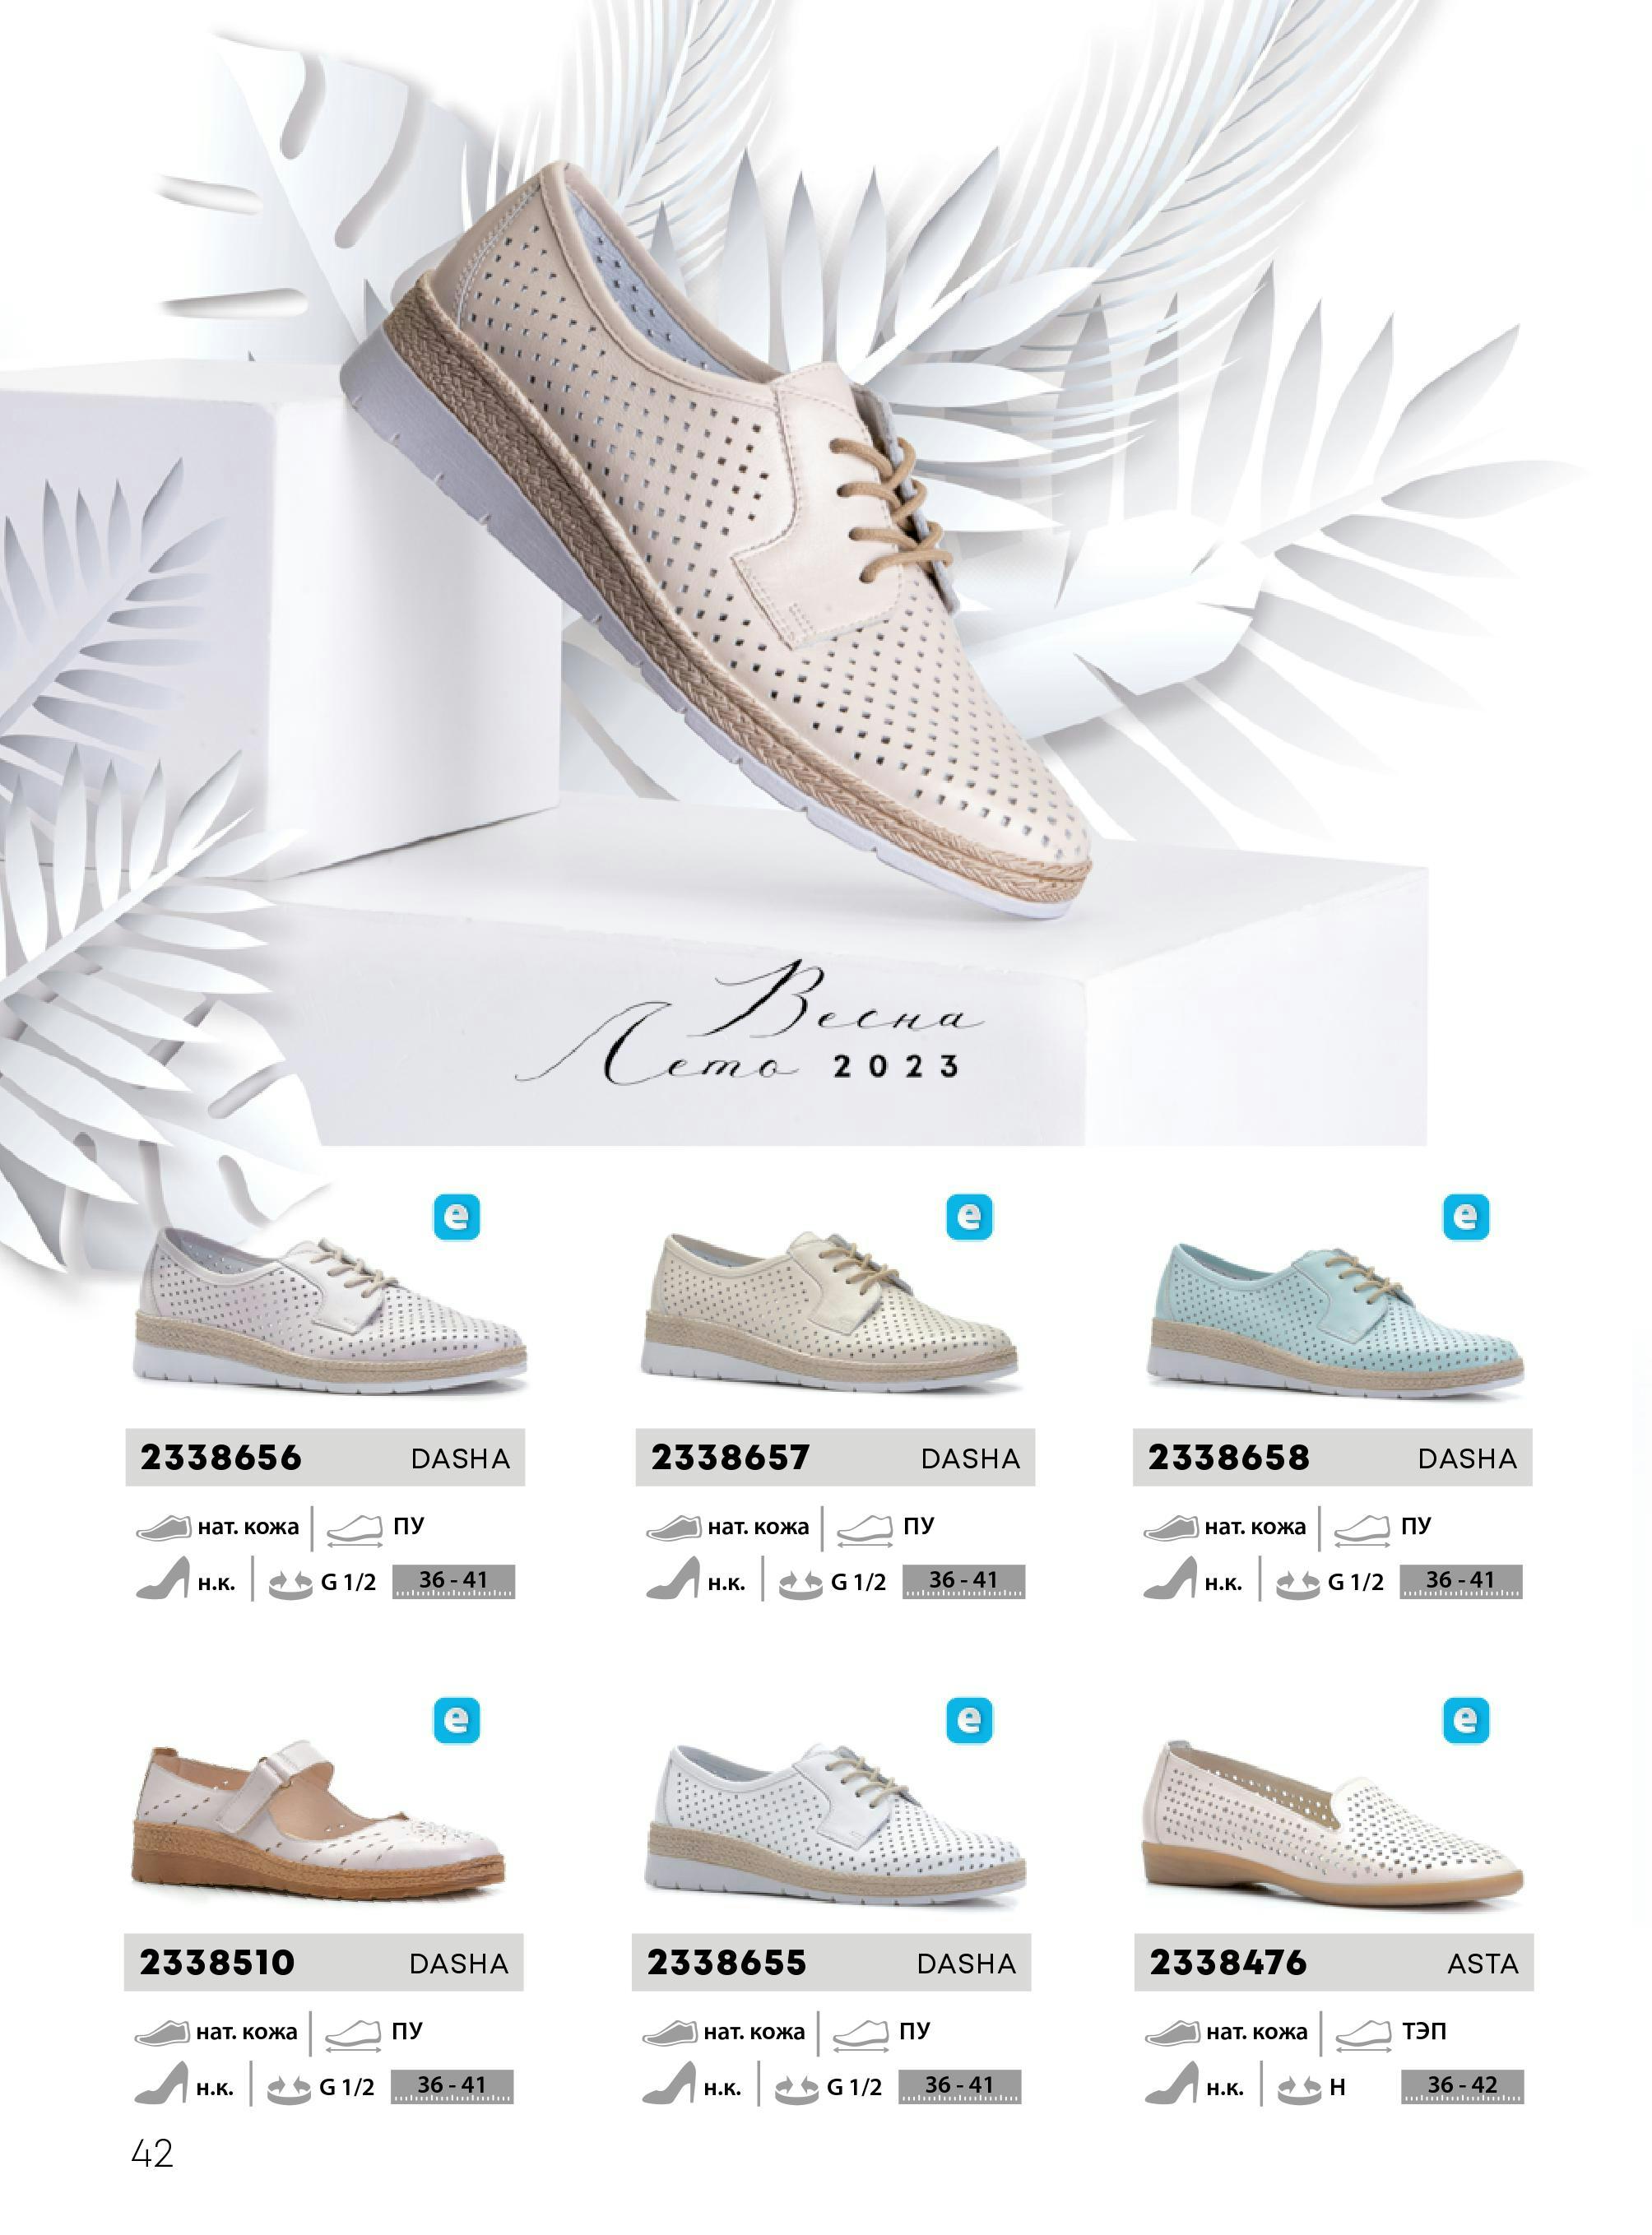 Весна
Лето 2023
e e e
2338656 DASHA
нат. кожа ПУ
н.к. G 1/2 36 - 41
2338657 DASHA
нат. кожа ПУ
н.к. G 1/2 36 - 41
2338658 DASHA
нат. кожа ПУ
н.к. G 1/2 36 - 41
e e e
2338510 DASHA
нат. кожа ПУ
н.к. G 1/2 36 - 41
2338655 DASHA
нат. кожа ПУ
н.к. G 1/2 36 - 41
2338476 ASTA
нат. кожа ТЭП
н.к. H 36 - 42
42